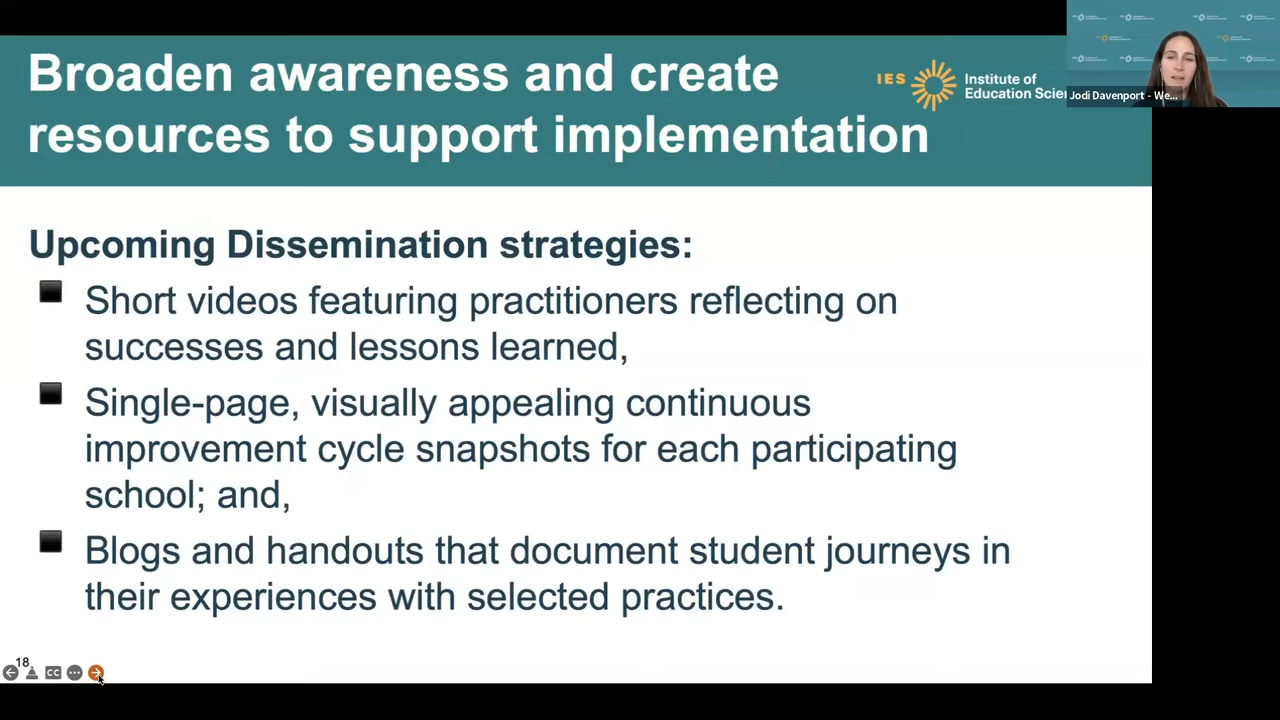 Broaden awareness and create
resources to support implementation
IES
Institute of
Education Scien
Jodi Davenport - We...
Upcoming Dissemination strategies:
Short videos featuring practitioners reflecting on
successes and lessons learned,
Single-page, visually appealing continuous
improvement cycle snapshots for each participating
school; and,
Blogs and handouts that document student journeys in
their experiences with selected practices.
18
CC